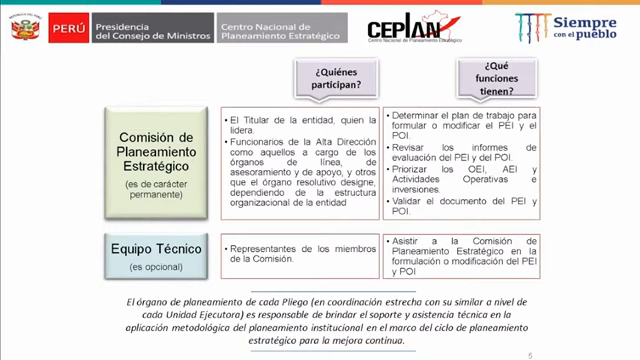 PERÚ
Presidencia
del Consejo de Ministros
Centro Nacional de
Planeamiento Estratégico
CEPLAN
Centro Nacional de Planeamiento Estratégico
Siempre
con el pueblo
¿Quiénes
participan?
¿Qué
funciones
tienen?
Comisión de
Planeamiento
Estratégico
(es de carácter
permanente)
• El Titular de la entidad, quien la
lidera.
• Funcionarios de la Alta Dirección
como aquellos a cargo de los
órganos de línea, de
asesoramiento y de apoyo, y otros
que el órgano resolutivo designe,
dependiendo de la estructura
organizacional de la entidad
• Determinar el plan de trabajo para
formular o modificar el PEI y el
POI.
• Revisar los informes de
evaluación del PEI y del POI.
• Priorizar los OEI, AEI y
Actividades Operativas e
inversiones.
• Validar el documento del PEI y
POI.
Equipo Técnico
(es opcional)
• Representantes de los miembros
de la Comisión.
• Asistir a la Comisión de
Planeamiento Estratégico en la
formulación o modificación del PEI
y POI
El órgano de planeamiento de cada Pliego (en coordinación estrecha con su similar a nivel de
cada Unidad Ejecutora) es responsable de brindar el soporte y asistencia técnica en la
aplicación metodológica del planeamiento institucional en el marco del ciclo de planeamiento
estratégico para la mejora continua.
5